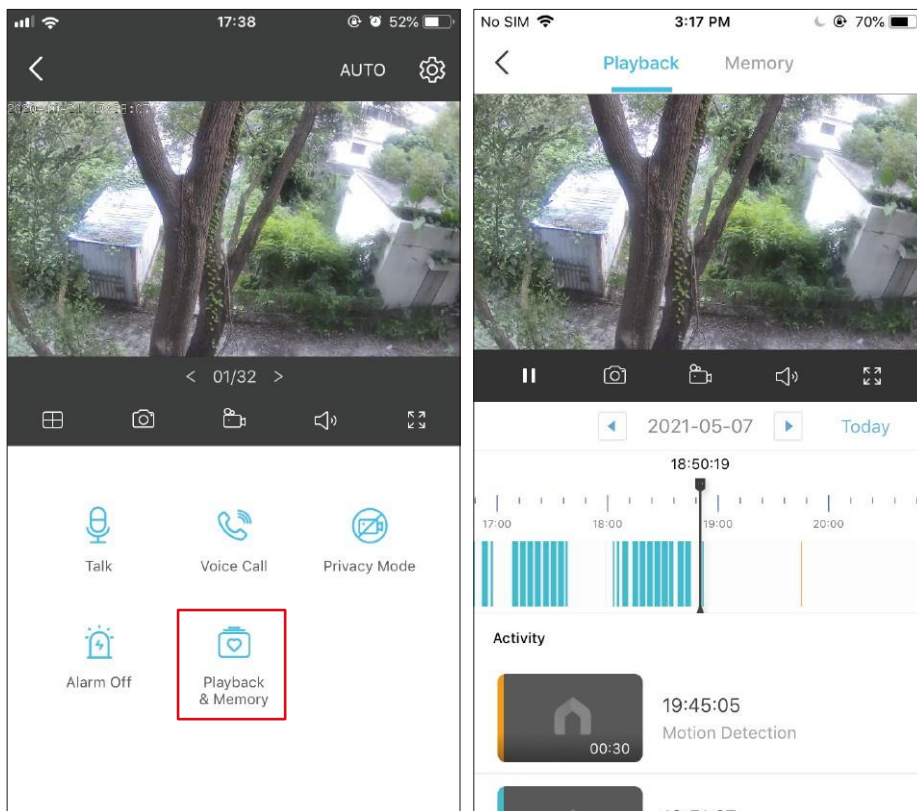 17:38
52%
AUTO
01/32
Talk
Voice Call
Privacy Mode
Alarm Off
Playback
& Memory
No SIM
3:17 PM
70%
Playback
Memory
2021-05-07
Today
18:50:19
17:00
18:00
19:00
20:00
Activity
19:45:05
Motion Detection
00:30